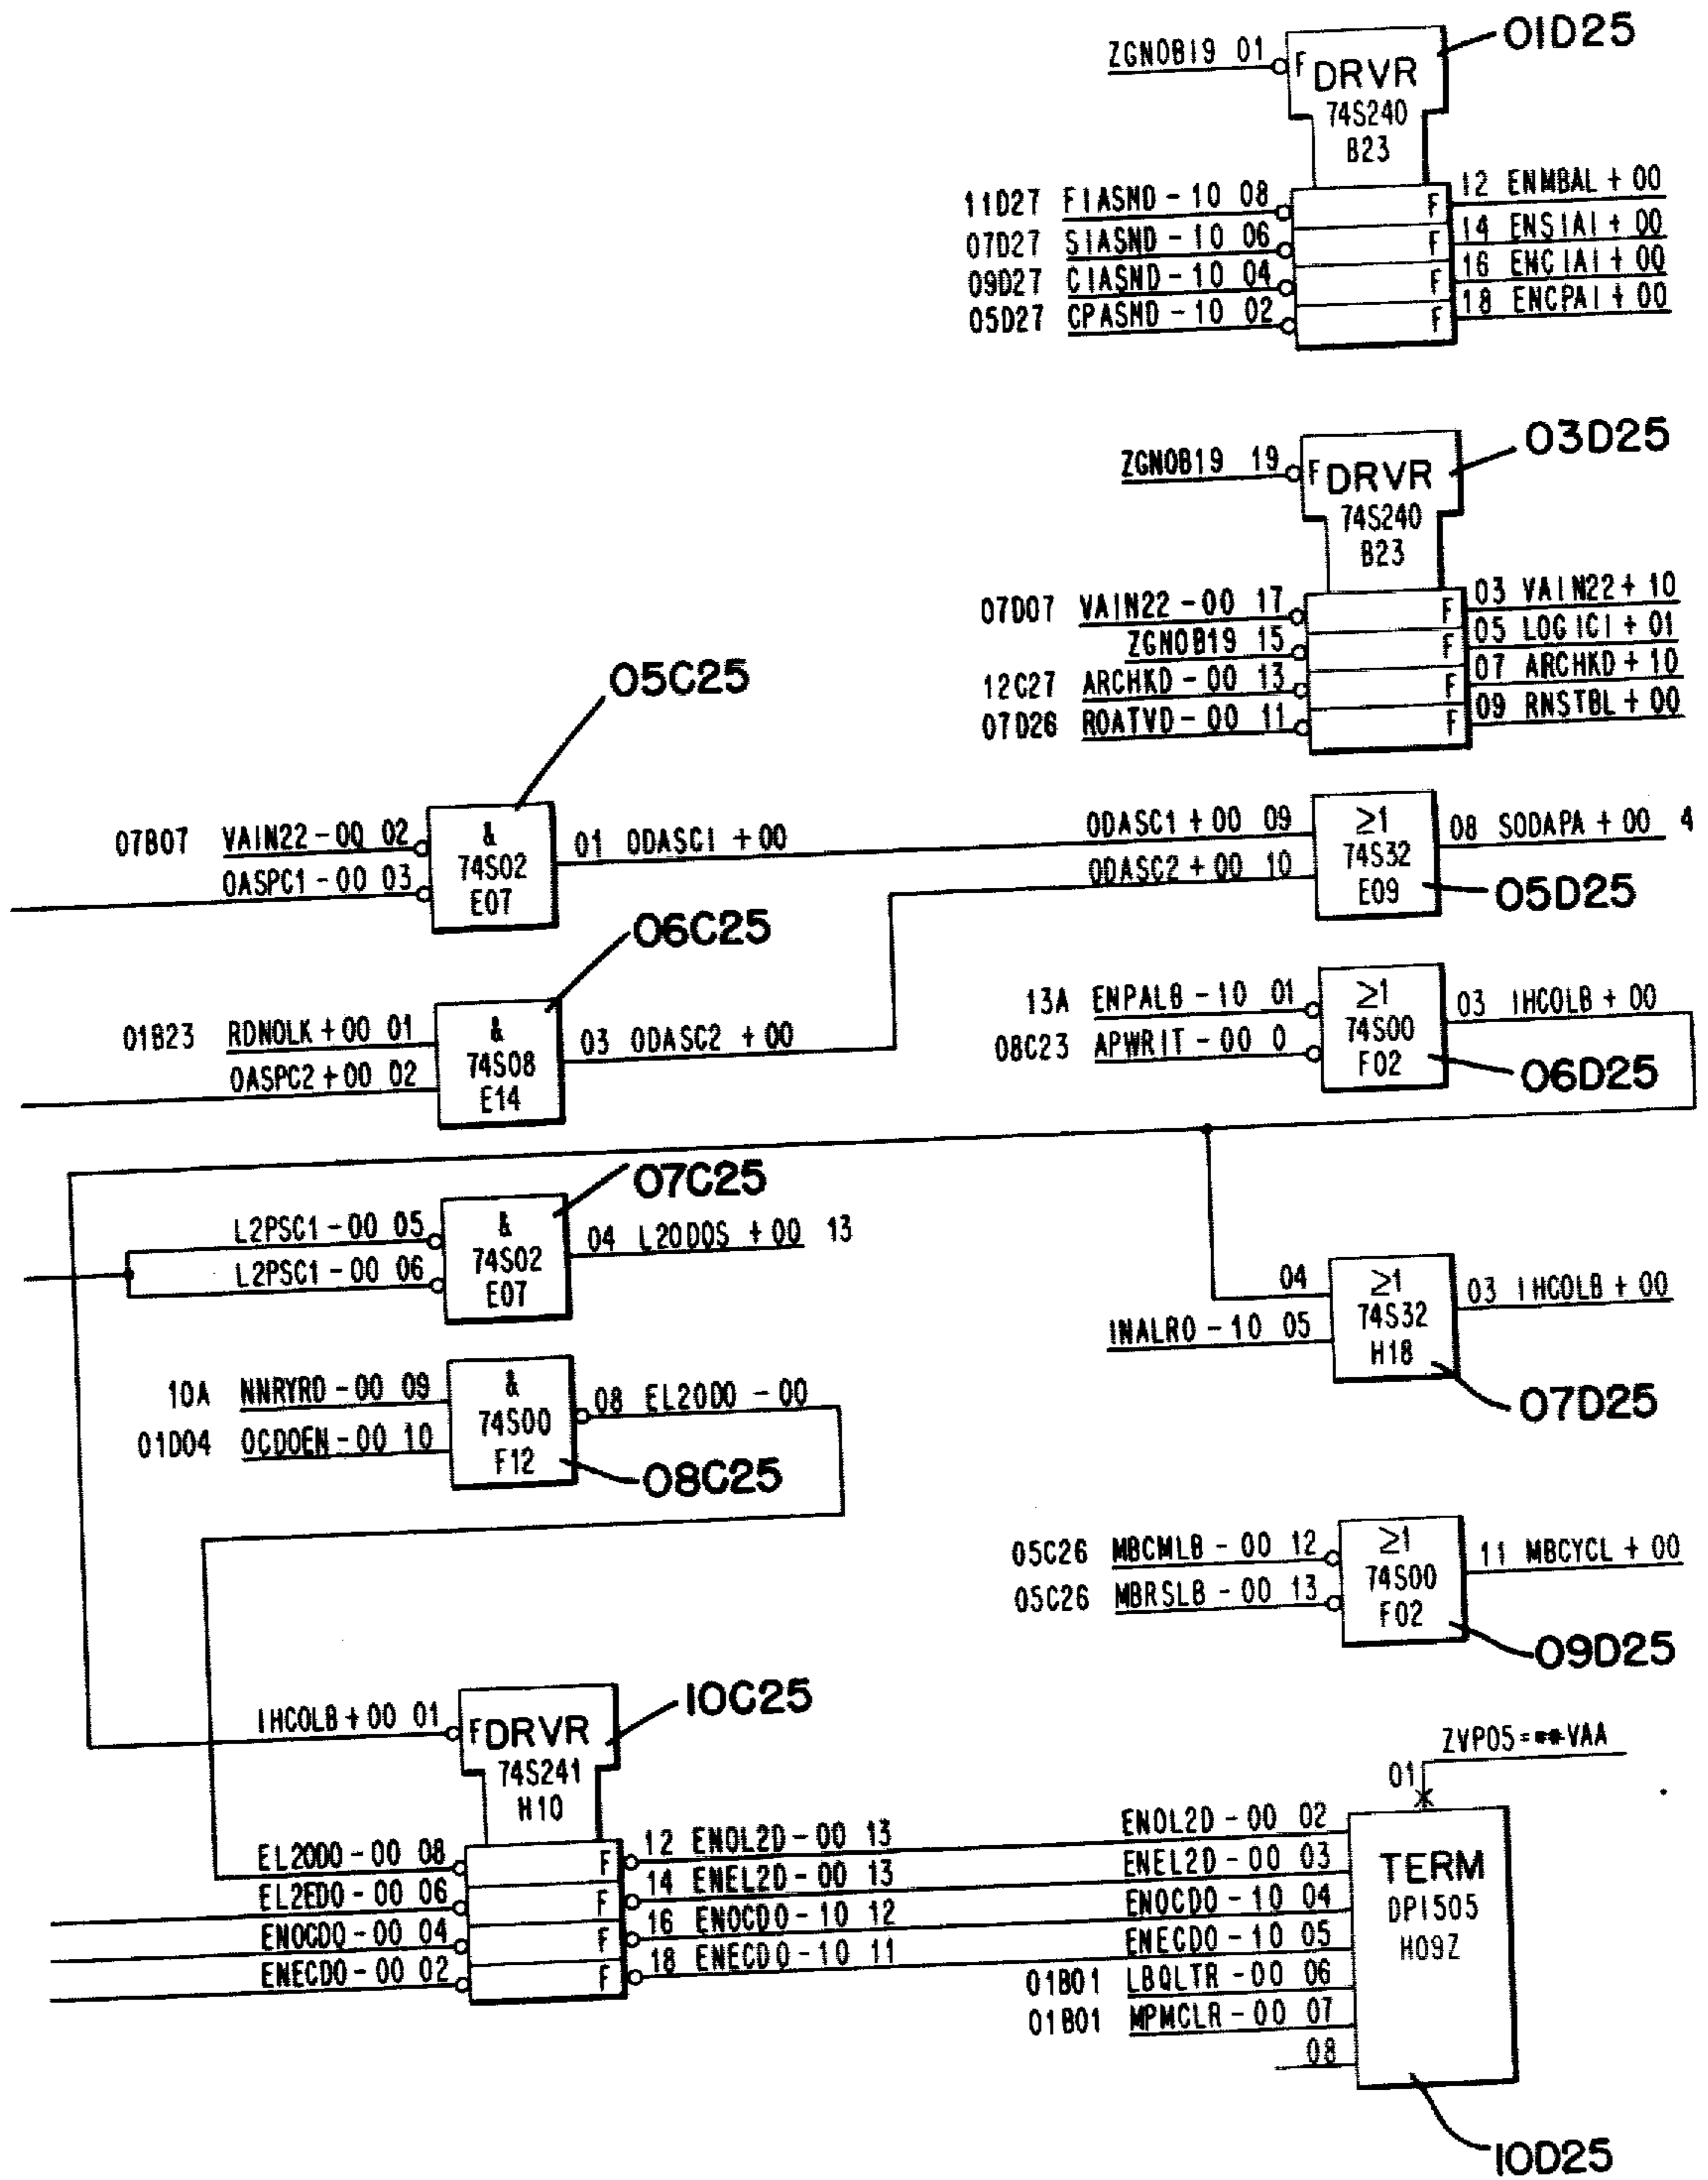 01D25
ZGNOB19 01
F DRVR
74S240
B23
11D27 FIASND - 10 08
12 ENMBAL + 00
07D27 SIASND - 10 06
14 ENSIAI + 00
09D27 CIASND - 10 04
16 ENCIAI + 00
05D27 CPASND - 10 02
18 ENCPAI + 00
F
F
F
F
03D25
ZGNOB19 19
F DRVR
74S240
B23
07D07 VAIN22 - 00 17
03 VAIN22 + 10
ZGNOB19 15
05 LOGIC1 + 01
12C27 ARCHKD - 00 13
07 ARCHKD + 10
07D26 ROATVD - 00 11
09 RNSTBL + 00
F
F
F
F
05C25
07B07 VAIN22 - 00 02
OASPC1 - 00 03
&
74S02
E07
01 ODASC1 + 00
ODASC1 + 00 09
ODASC2 + 00 10
≥1
74S32
E09
08 SODAPA + 00 4
05D25
06C25
01B23 RDNOLK + 00 01
OASPC2 + 00 02
&
74S08
E14
03 ODASC2 + 00
13A ENPALB - 10 01
08C23 APWRIT - 00 0
≥1
74S00
F02
03 IHCOLB + 00
06D25
07C25
L2PSC1 - 00 05
L2PSC1 - 00 06
&
74S02
E07
04 L2ODOS + 00 13
04
INALRO - 10 05
≥1
74S32
H18
03 IHCOLB + 00
07D25
10A NNRYRO - 00 09
01D04 OCDOEN - 00 10
&
74S00
F12
08 EL2ODO - 00
08C25
05C26 MBCMLB - 00 12
05C26 MBRSLB - 00 13
≥1
74S00
F02
11 MBCYCL + 00
09D25
10C25
IHCOLB + 00 01
F DRVR
74S241
H10
EL2ODO - 00 08
EL2EDO - 00 06
ENOCDO - 00 04
ENECDO - 00 02
F
F
F
F
12 ENOL2D - 00 13
14 ENEL2D - 00 13
16 ENOCDO - 10 12
18 ENECDO - 10 11
ZVP05=**VAA
01
ENOL2D - 00 02
ENEL2D - 00 03
ENOCDO - 10 04
ENECDO - 10 05
01B01 LBQLTR - 00 06
01B01 MPMCLR - 00 07
08
TERM
DP1505
H09Z
10D25